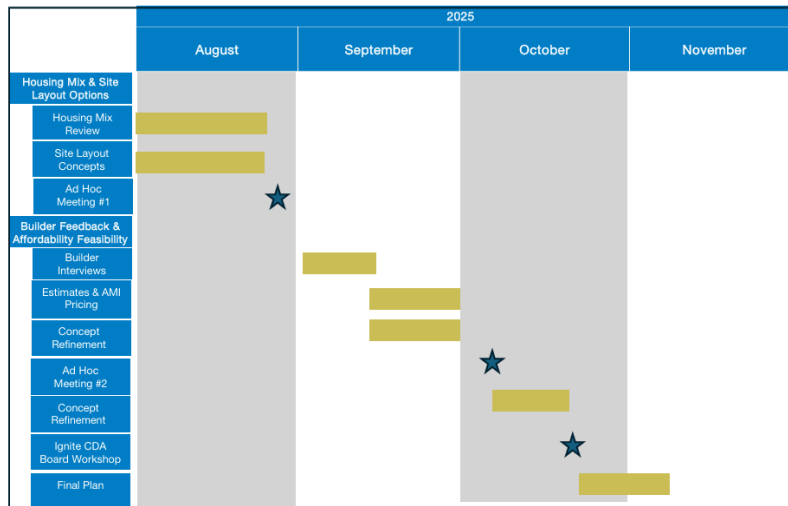 2025
August
September
October
November
Housing Mix & Site
Layout Options
Housing Mix
Review
Site Layout
Concepts
Ad Hoc
Meeting #1
Builder Feedback &
Affordability Feasibility
Builder
Interviews
Estimates & AMI
Pricing
Concept
Refinement
Ad Hoc
Meeting #2
Concept
Refinement
Ignite CDA
Board Workshop
Final Plan